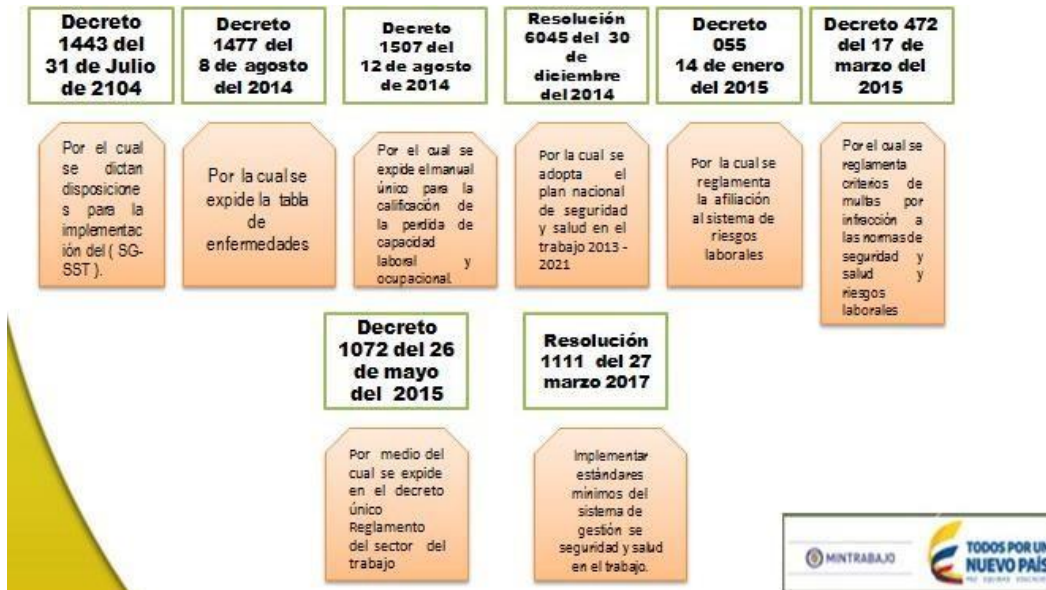 Decreto
1443 del
31 de Julio
de 2104
Decreto
1477 del
8 de agosto
del 2014
Decreto
1507 del
12 de agosto
de 2014
Resolución
6045 del 30
de
diciembre
del 2014
Decreto
055
14 de enero
del 2015
Decreto 472
del 17 de
marzo del
2015
Por el cual
se dictan
disposicione
s para la
implementac
ión del ( SG-
SST ).
Por la cual se
expide la tabla
de
enfermedades
Por el cual se
expide el manual
único para la
calificación de
la perdida de
capacidad
laboral y
ocupacional.
Por la cual se
adopta el
plan nacional
de seguridad
y salud en el
trabajo 2013 -
2021
Por la cual se
reglamenta
la afiliación
al sistema de
riesgos
laborales
Por el cual se
reglamenta
criterios de
multas por
infracción a
las normas de
seguridad y
salud y
riesgos
laborales
Decreto
1072 del 26
de mayo
del 2015
Resolución
1111 del 27
marzo 2017
Por medio del
cual se expide
en el decreto
único
Reglamento
del sector del
trabajo
Implementar
estándares
mínimos del
sistema de
gestión se
seguridad y salud
en el trabajo.
MINTRABAJO
TODOS POR UN
NUEVO PAÍS
PAZ EQUIDAD EDUCACIÓN